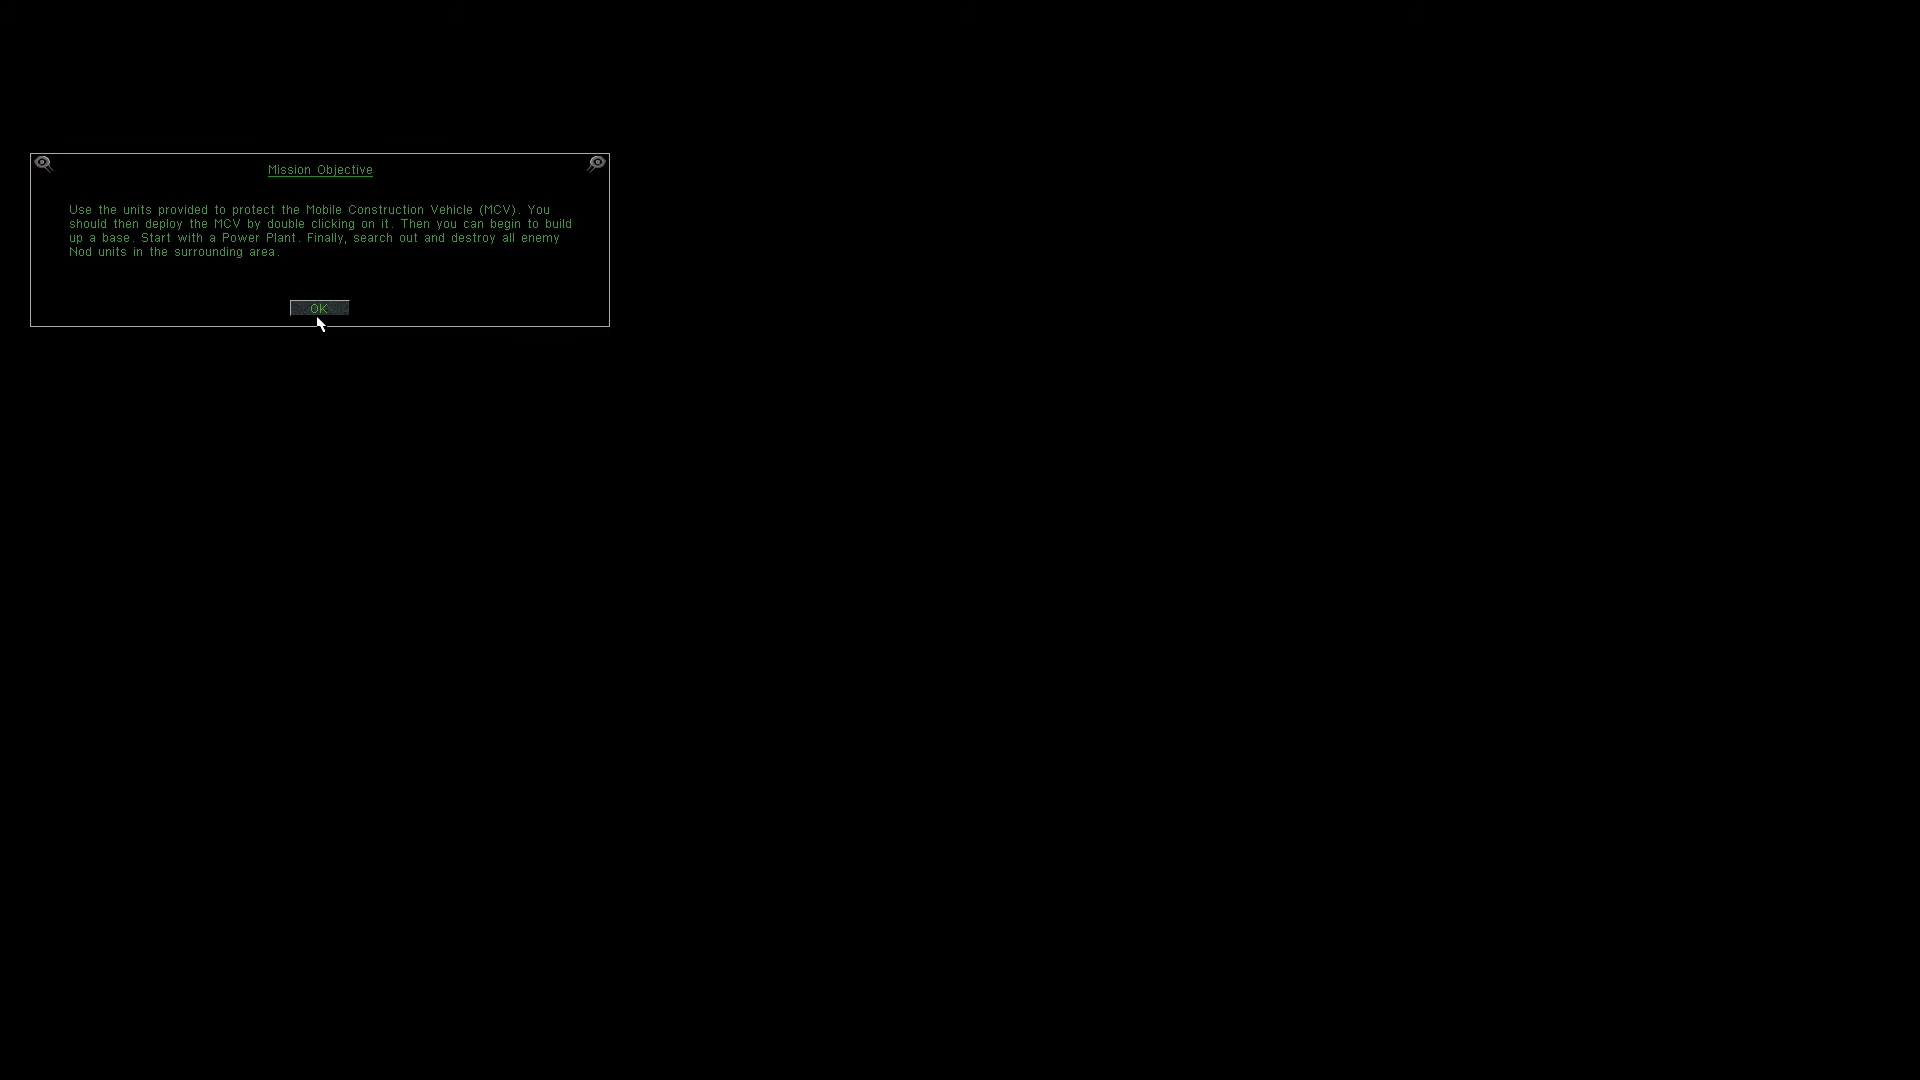 Mission Objective
Use the units provided to protect the Mobile Construction Vehicle (MCV). You
should then deploy the MCV by double clicking on it. Then you can begin to build
up a base. Start with a Power Plant. Finally, search out and destroy all enemy
Nod units in the surrounding area.
OK